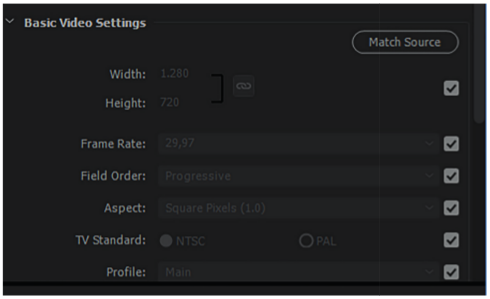 Basic Video Settings
Match Source
Width: 1.280
Height: 720
Frame Rate: 29,97
Field Order: Progressive
Aspect: Square Pixels (1.0)
TV Standard: NTSC PAL
Profile: Main